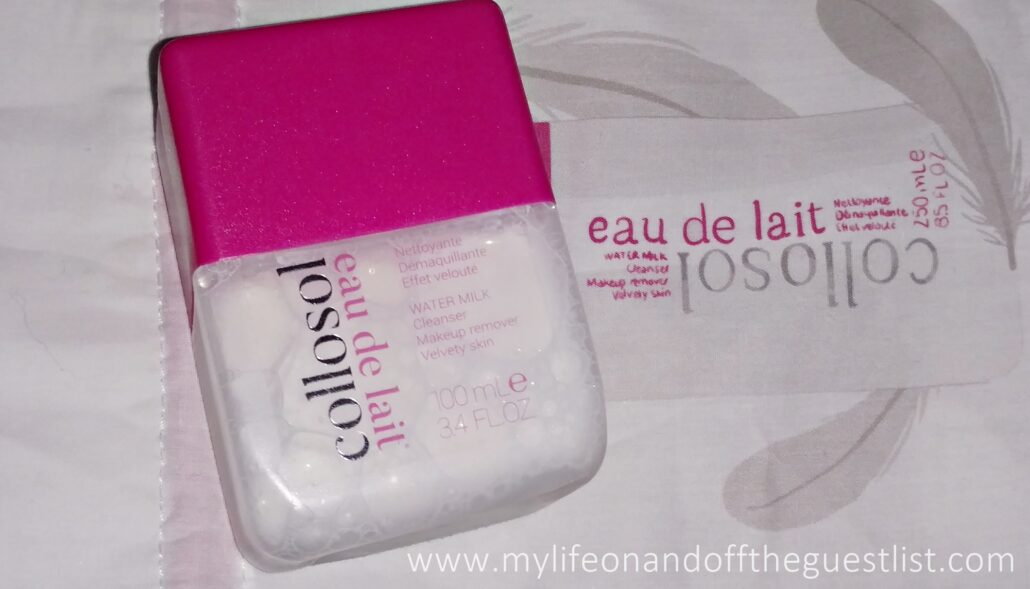 eau de lait
collosol
Nettoyante
Démaquillante
Effet velouté
WATER MILK
Cleanser
Makeup remover
Velvety skin
100 mLe
3.4 FL.OZ
eau de lait
collosol
Nettoyante
Démaquillante
Effet velouté
WATER MILK
Cleanser
Makeup remover
Velvety skin
250 mLe
8.5 FL OZ
www.mylifeonandofftheguestlist.com